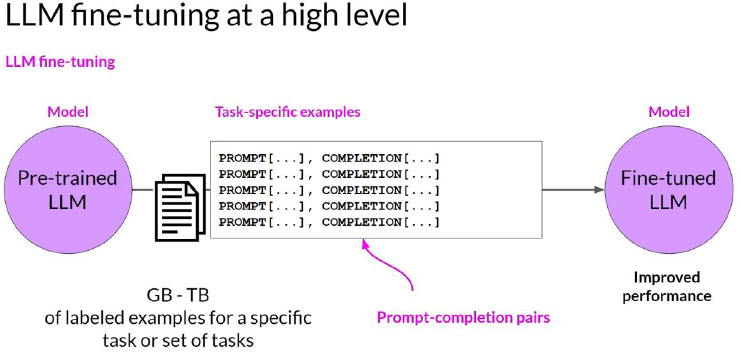 LLM fine-tuning at a high level
LLM fine-tuning
Model
Task-specific examples
Model
Pre-trained
LLM
PROMPT[...], COMPLETION[...]
PROMPT[...], COMPLETION[...]
PROMPT[...], COMPLETION[...]
PROMPT[...], COMPLETION[...]
PROMPT[...], COMPLETION[...]
Fine-tuned
LLM
GB - TB
of labeled examples for a specific
task or set of tasks
Prompt-completion pairs
Improved
performance